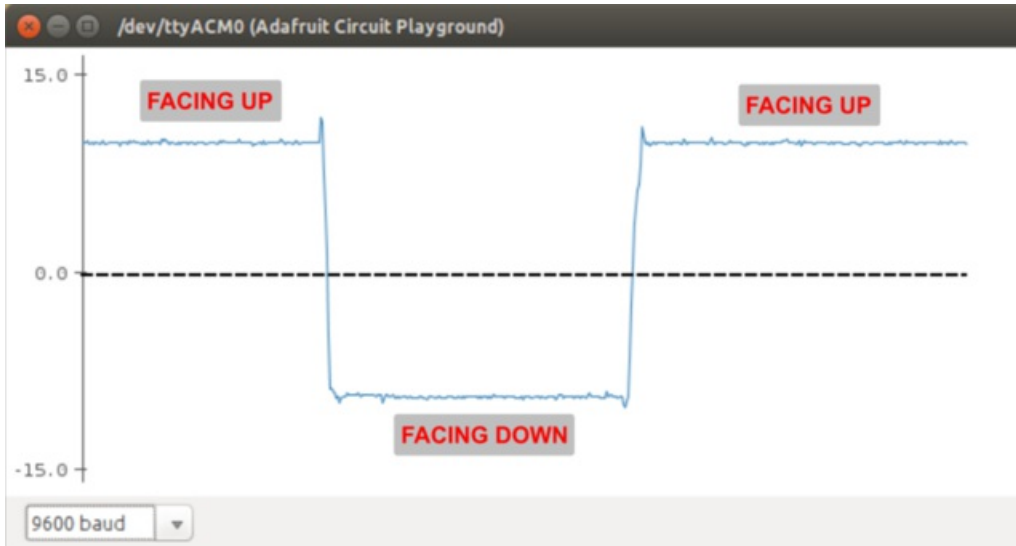 /dev/ttyACM0 (Adafruit Circuit Playground)
15.0
FACING UP
FACING UP
0.0
FACING DOWN
-15.0
9600 baud